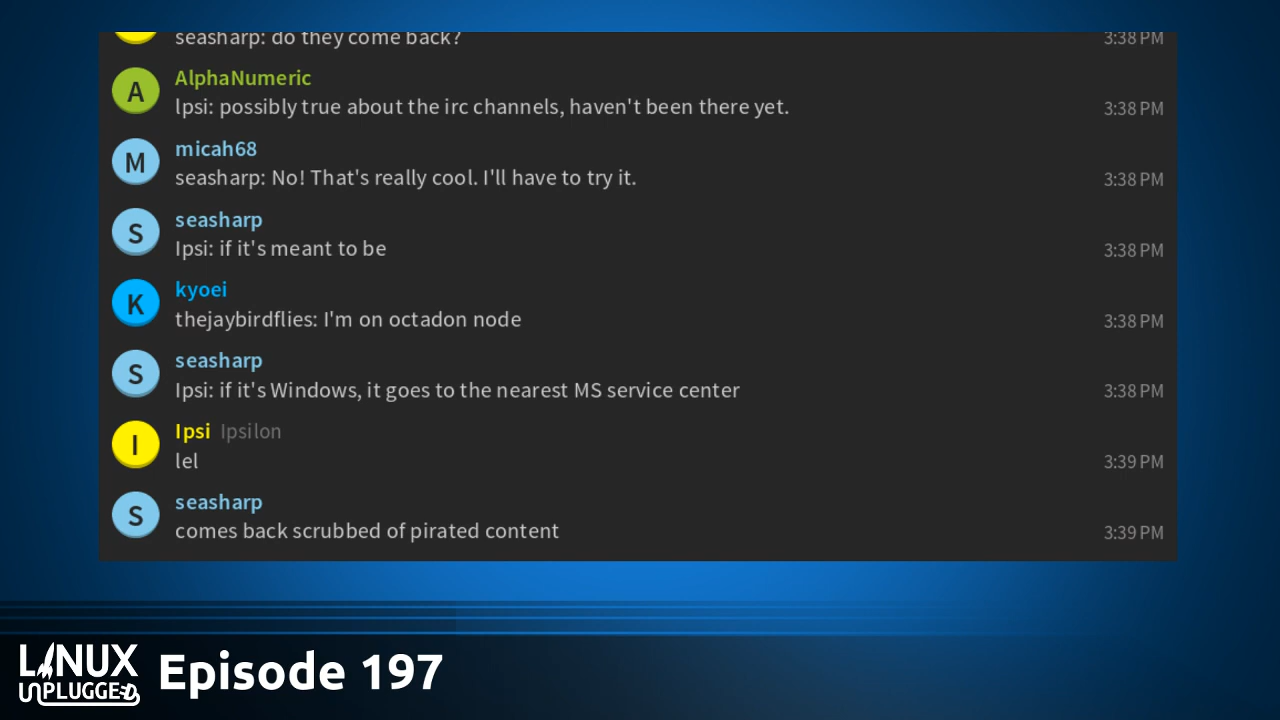 seasharp: do they come back?
3:38 PM
A
AlphaNumeric
lpsi: possibly true about the irc channels, haven't been there yet.
3:38 PM
M
micah68
seasharp: No! That's really cool. I'll have to try it.
3:38 PM
S
seasharp
Ipsi: if it's meant to be
3:38 PM
K
kyoei
thejaybirdflies: I'm on octadon node
3:38 PM
S
seasharp
Ipsi: if it's Windows, it goes to the nearest MS service center
3:38 PM
I
Ipsi Ipsilon
lel
3:39 PM
S
seasharp
comes back scrubbed of pirated content
3:39 PM
LINUX
UNPLUGGED
Episode 197